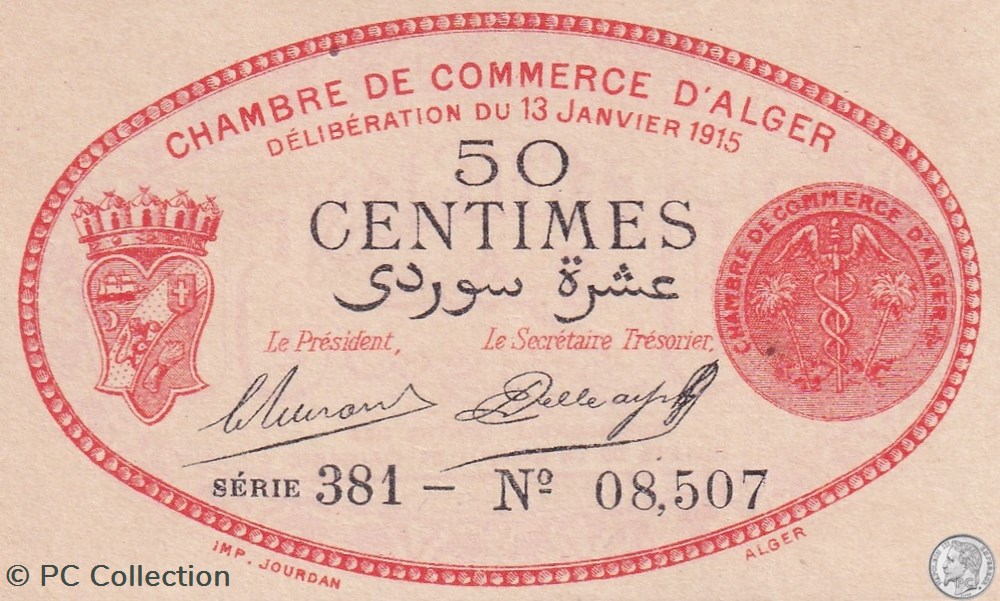 CHAMBRE DE COMMERCE D'ALGER
DÉLIBÉRATION DU 13 JANVIER 1915
50
CENTIMES
عشرة سوردى
Le Président,
Le Secrétaire Trésorier,
CHAMBRE DE COMMERCE D'ALGER
SÉRIE 381 – Nº 08,507
IMP. JOURDAN
ALGER
© PC Collection